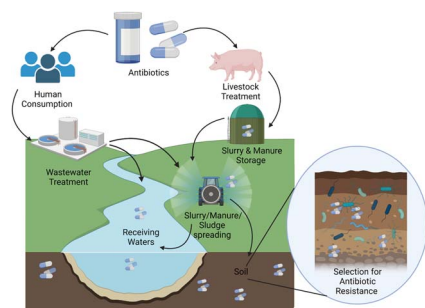 Antibiotics
Human
Consumption
Livestock
Treatment
Wastewater
Treatment
Slurry & Manure
Storage
Slurry/Manure/
Sludge
spreading
Receiving
Waters
Soil
Selection for
Antibiotic
Resistance